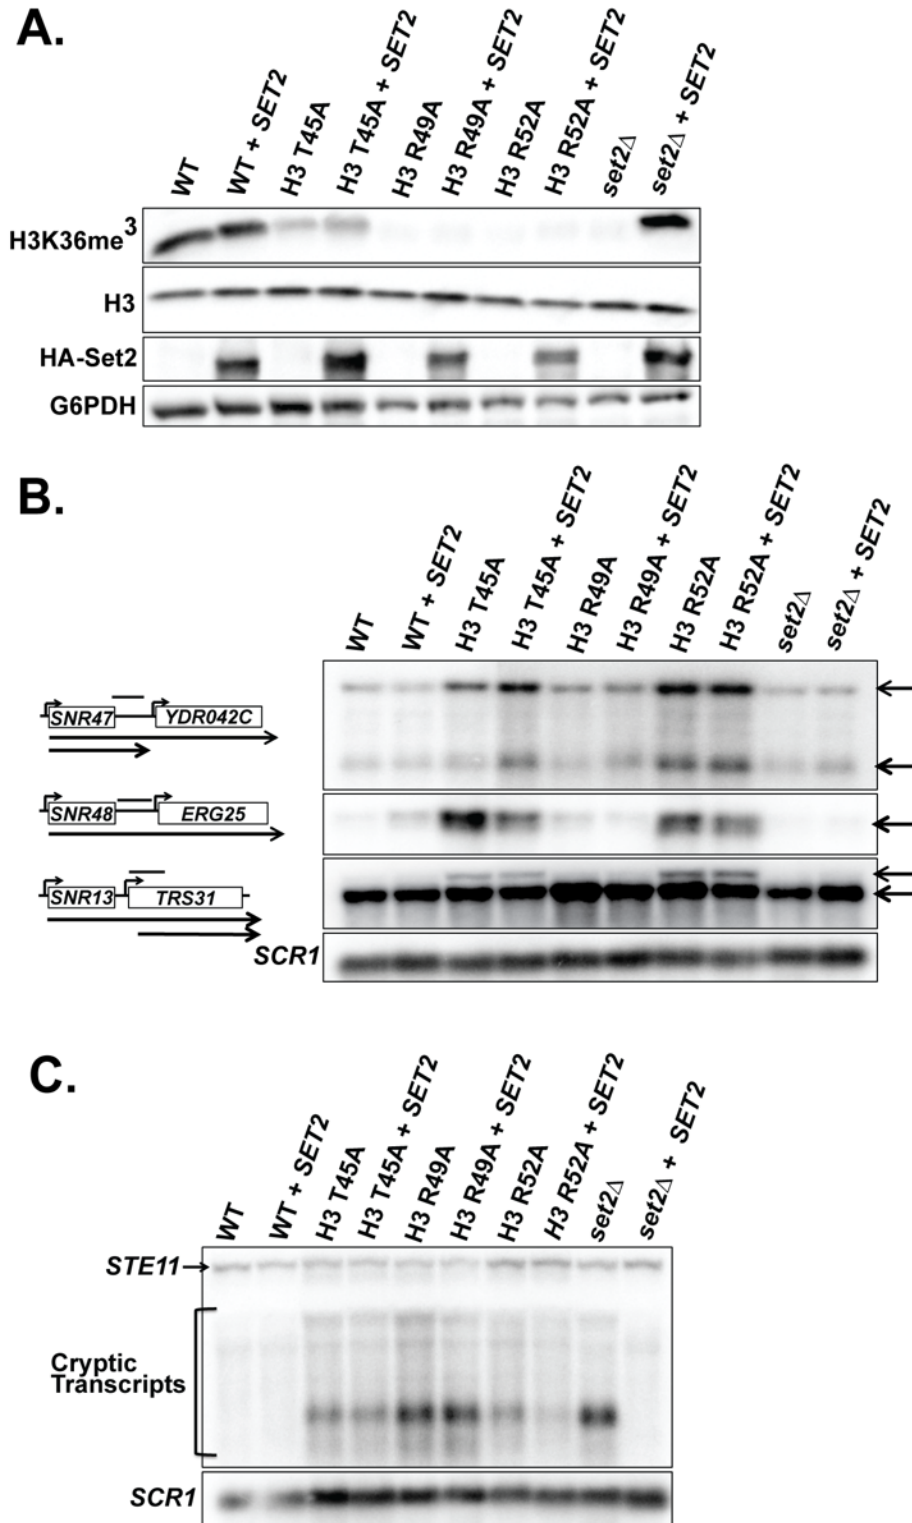 A.
WT
WT + SET2
H3 T45A
H3 T45A + SET2
H3 R49A
H3 R49A + SET2
H3 R52A
H3 R52A + SET2
set2Δ
set2Δ + SET2
H3K36me³
H3
HA-Set2
G6PDH
B.
WT
WT + SET2
H3 T45A
H3 T45A + SET2
H3 R49A
H3 R49A + SET2
H3 R52A
H3 R52A + SET2
set2Δ
set2Δ + SET2
SNR47 YDR042C
SNR48 ERG25
SNR13 TRS31
SCR1
C.
WT
WT + SET2
H3 T45A
H3 T45A + SET2
H3 R49A
H3 R49A + SET2
H3 R52A
H3 R52A + SET2
set2Δ
set2Δ + SET2
STE11
Cryptic
Transcripts
SCR1